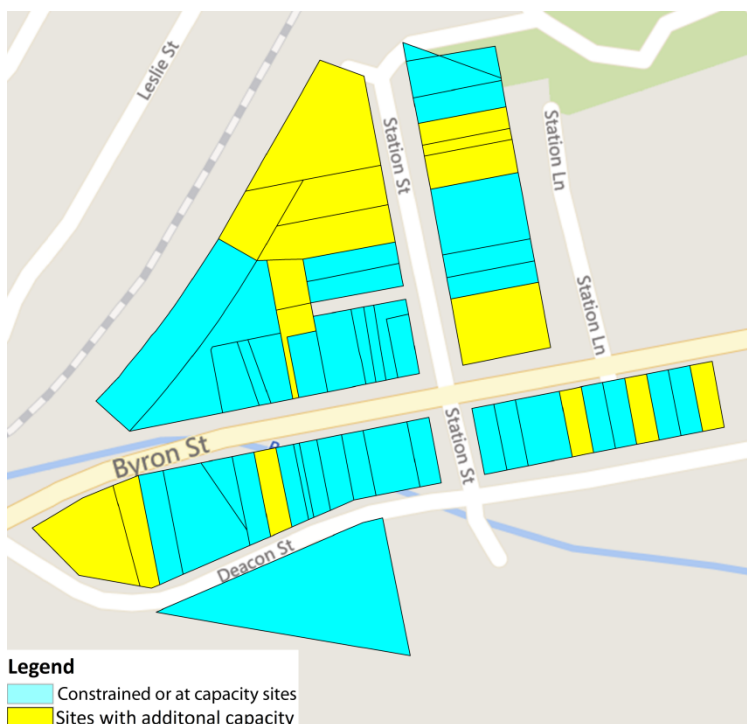 Leslie St
Station St
Station Ln
Station Ln
Byron St
Station St
Deacon St
Legend
Constrained or at capacity sites
Sites with additonal capacity